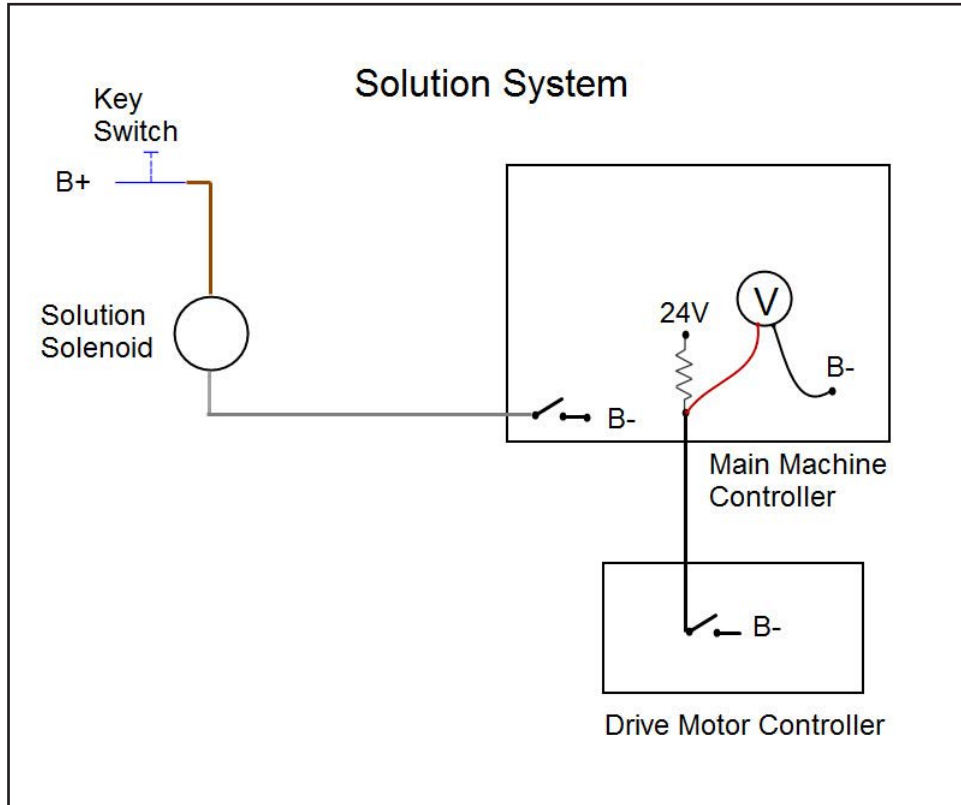 Solution System
Key
Switch
B+
Solution
Solenoid
24V
V
B-
B-
Main Machine
Controller
B-
Drive Motor Controller